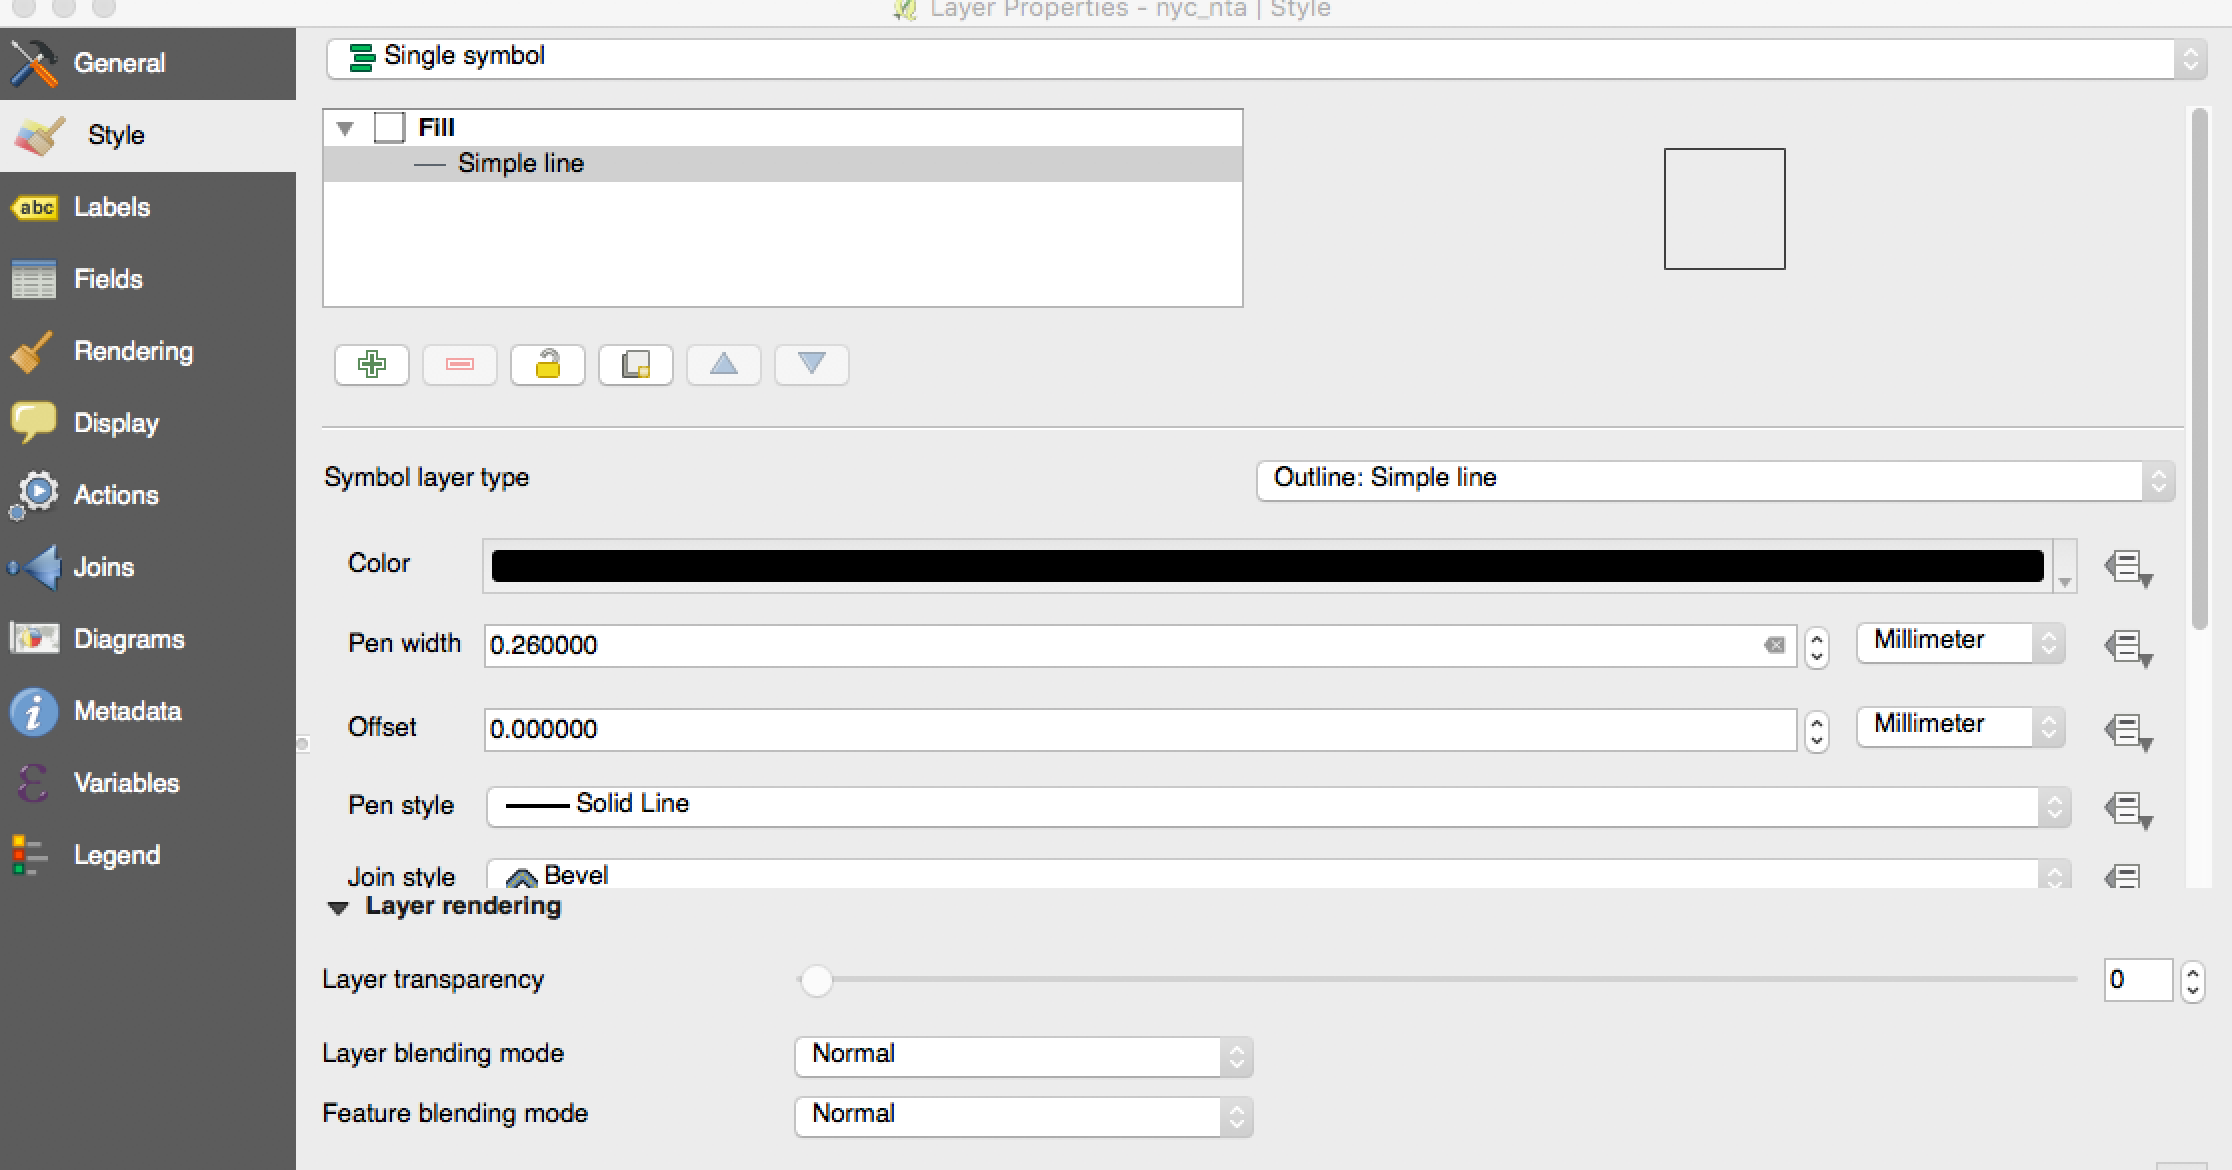 Layer Properties - nyc_nta | Style
General
Style
Labels
Fields
Rendering
Display
Actions
Joins
Diagrams
Metadata
Variables
Legend
Single symbol
Fill
Simple line
Symbol layer type
Outline: Simple line
Color
Pen width
0.260000
Millimeter
Offset
0.000000
Millimeter
Pen style
Solid Line
Join style
Bevel
Layer rendering
Layer transparency
0
Layer blending mode
Normal
Feature blending mode
Normal
abc